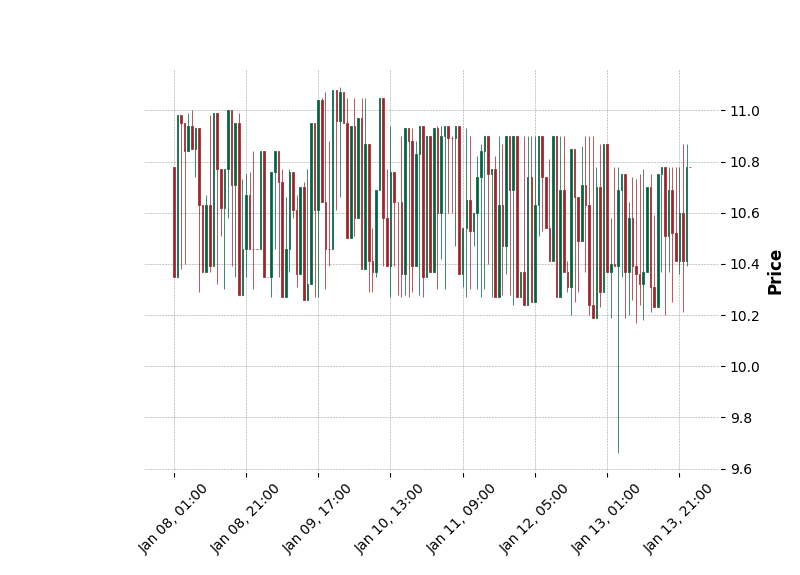 11.0
10.8
10.6
10.4
10.2
10.0
9.8
9.6
Price
Jan 08, 01:00
Jan 08, 21:00
Jan 09, 17:00
Jan 10, 13:00
Jan 11, 09:00
Jan 12, 05:00
Jan 13, 01:00
Jan 13, 21:00